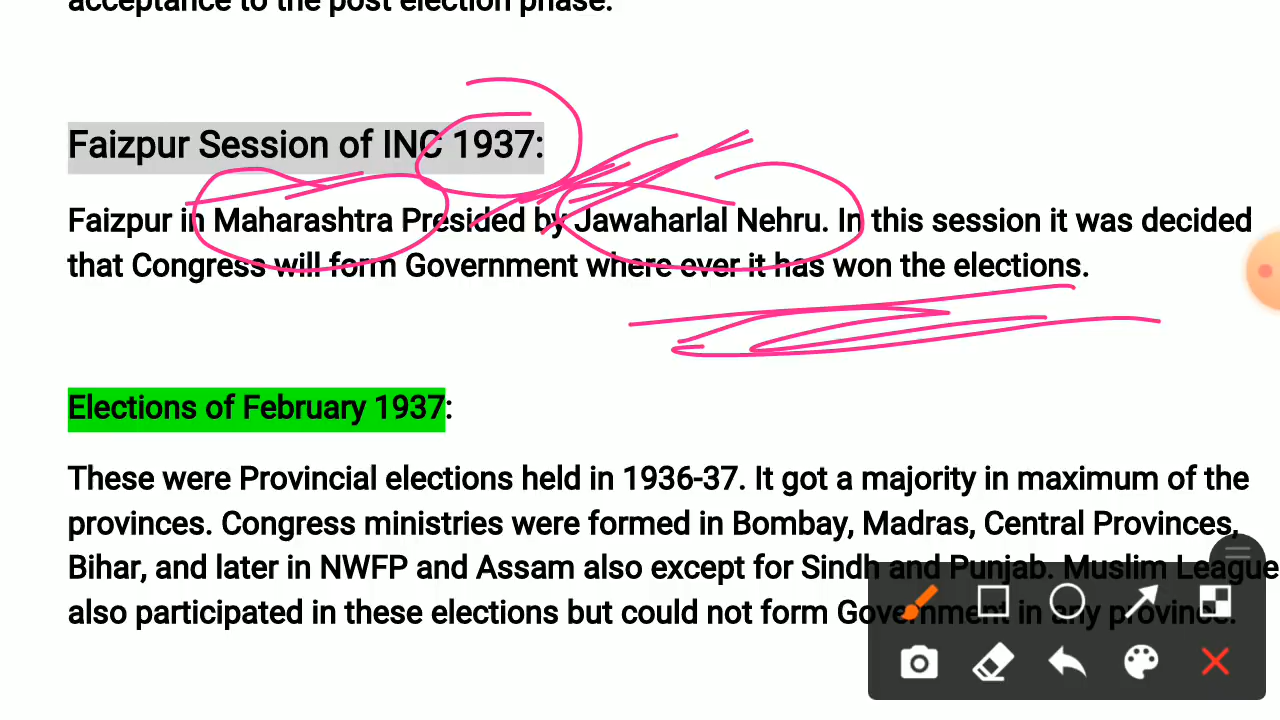 acceptance to the post election phase.
Faizpur Session of INC 1937:
Faizpur in Maharashtra Presided by Jawaharlal Nehru. In this session it was decided
that Congress will form Government where ever it has won the elections.
Elections of February 1937:
These were Provincial elections held in 1936-37. It got a majority in maximum of the
provinces. Congress ministries were formed in Bombay, Madras, Central Provinces,
Bihar, and later in NWFP and Assam also except for Sindh and Punjab. Muslim League
also participated in these elections but could not form Government in any province.